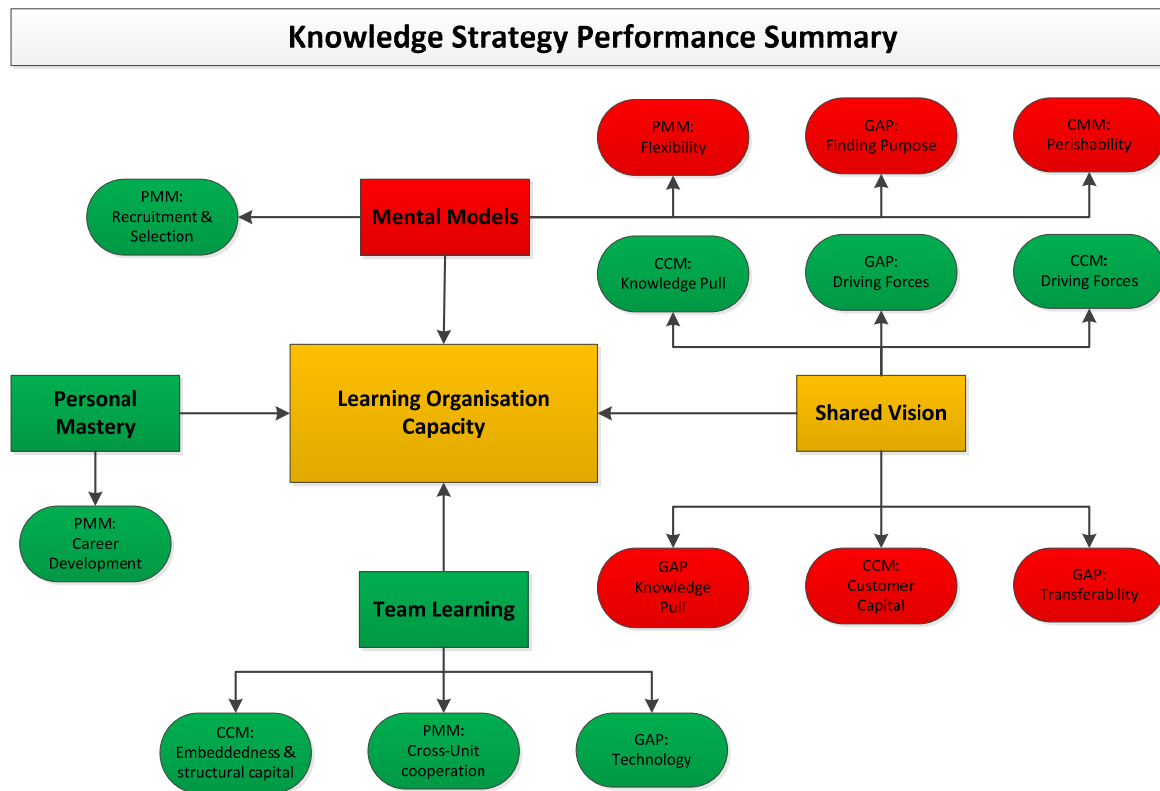 Knowledge Strategy Performance Summary
PMM:
Flexibility
GAP:
Finding Purpose
CMM:
Perishability
PMM:
Recruitment &
Selection
Mental Models
CCM:
Knowledge Pull
GAP:
Driving Forces
CCM:
Driving Forces
Personal
Mastery
Learning Organisation
Capacity
Shared Vision
PMM:
Career
Development
GAP
Knowledge
Pull
CCM:
Customer
Capital
GAP:
Transferability
Team Learning
CCM:
Embeddedness &
structural capital
PMM:
Cross-Unit
cooperation
GAP:
Technology